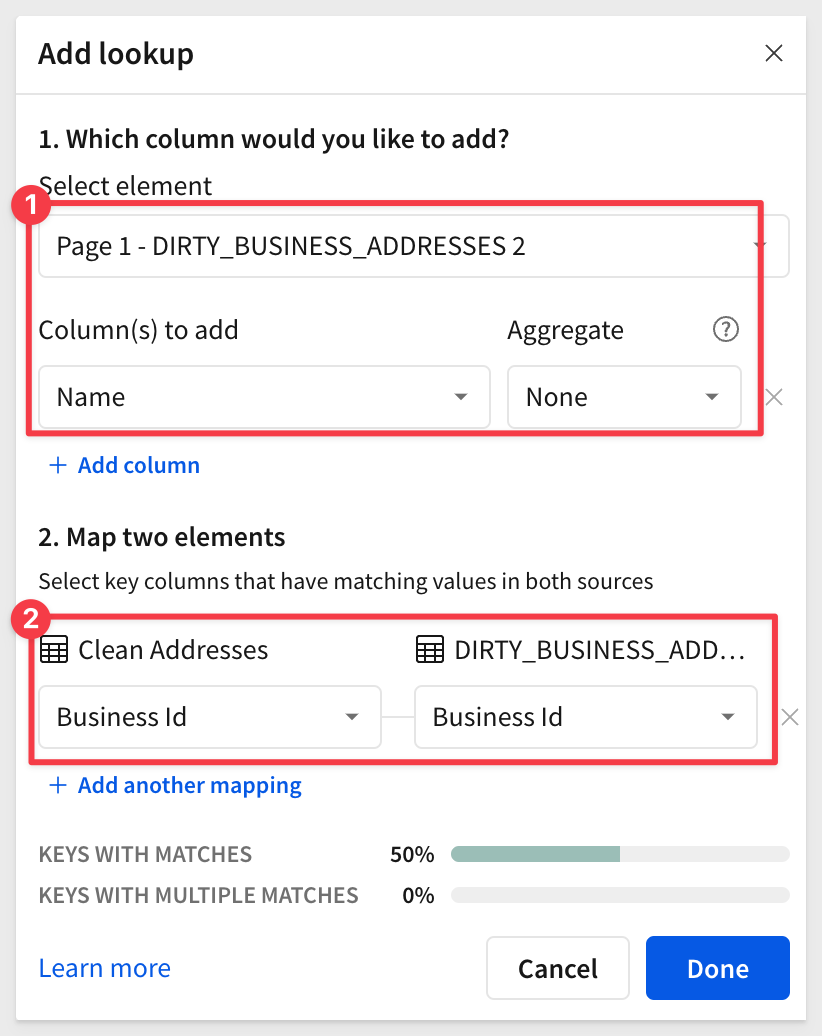 Add lookup
1. Which column would you like to add?
Select element
1
Page 1 - DIRTY_BUSINESS_ADDRESSES 2
Column(s) to add Aggregate ?
Name None
+ Add column
2. Map two elements
Select key columns that have matching values in both sources
2
Clean Addresses DIRTY_BUSINESS_ADD...
Business Id Business Id
+ Add another mapping
KEYS WITH MATCHES 50%
KEYS WITH MULTIPLE MATCHES 0%
Learn more Cancel Done